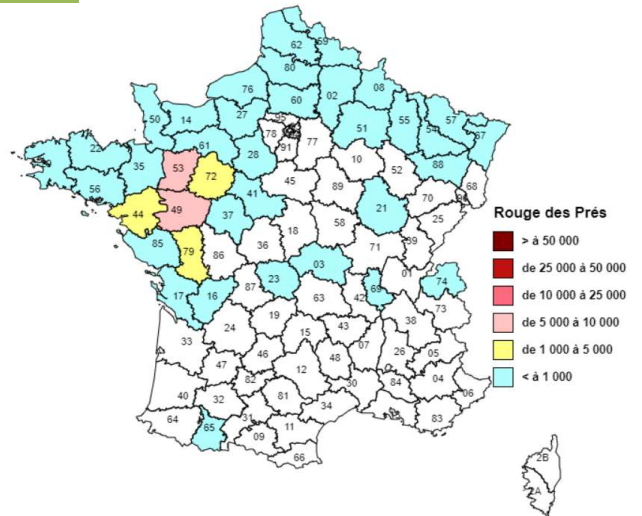 62 59
80
76 02 08
60
50 14 27 95 55 57
78 77 51 54 67
22 61 91
35 53 28 10 88
56 72 45 52 68
41 89 70
44 49 37 21 25
18 58 39
85 79 86 36 71
03 01 74
17 16 23 69
87 63 42 73
19 38
33 24 15 43
46 07 26 05
47 48
12 04
40 82 30 84 06
32 81 34
64 31 83
65 09 11
66
2B
2A
Rouge des Prés
> à 50 000
de 25 000 à 50 000
de 10 000 à 25 000
de 5 000 à 10 000
de 1 000 à 5 000
< à 1 000